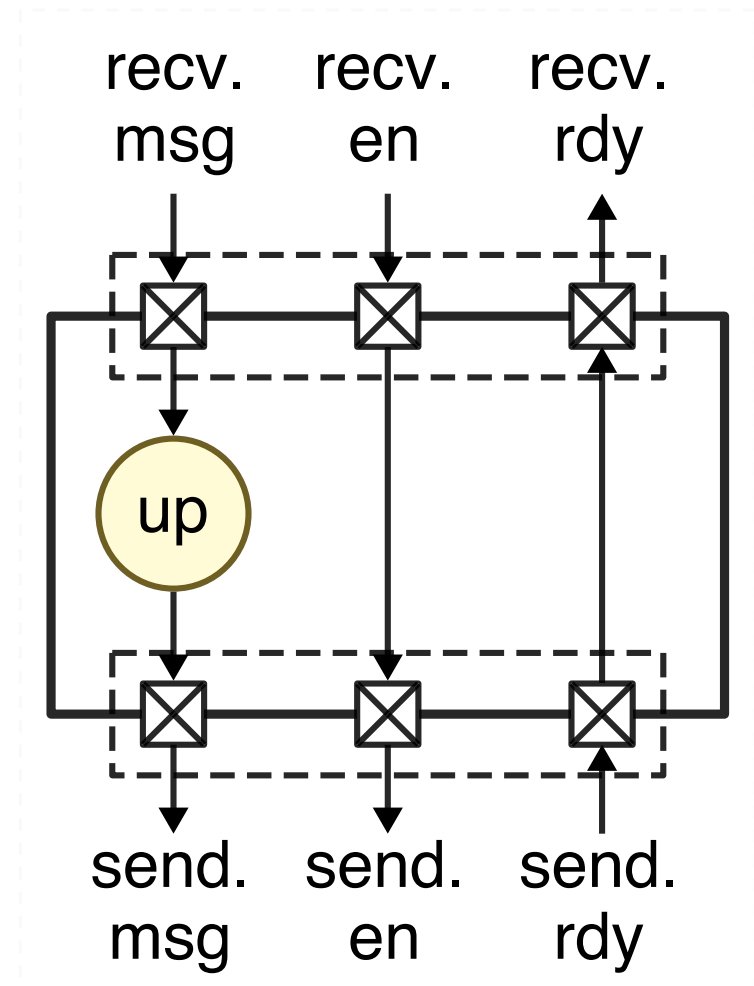 recv. recv. recv.
msg en rdy
up
send. send. send.
msg en rdy